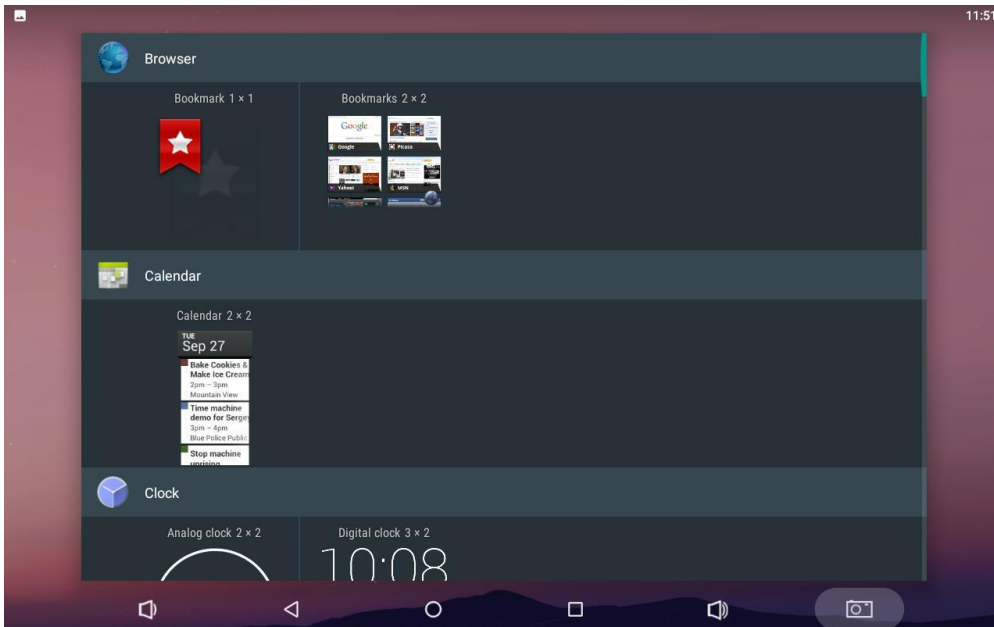 11:51
Browser
Bookmark 1 × 1
Bookmarks 2 × 2
Google
Google
Picasa
Yahoo!
MSN
Calendar
Calendar 2 × 2
TUE
Sep 27
Bake Cookies &
Make Ice Cream
2pm – 3pm
Mountain View
Time machine
demo for Sergey
3pm – 4pm
Blue Police Public
Stop machine
uprising
Clock
Analog clock 2 × 2
Digital clock 3 × 2
10:08